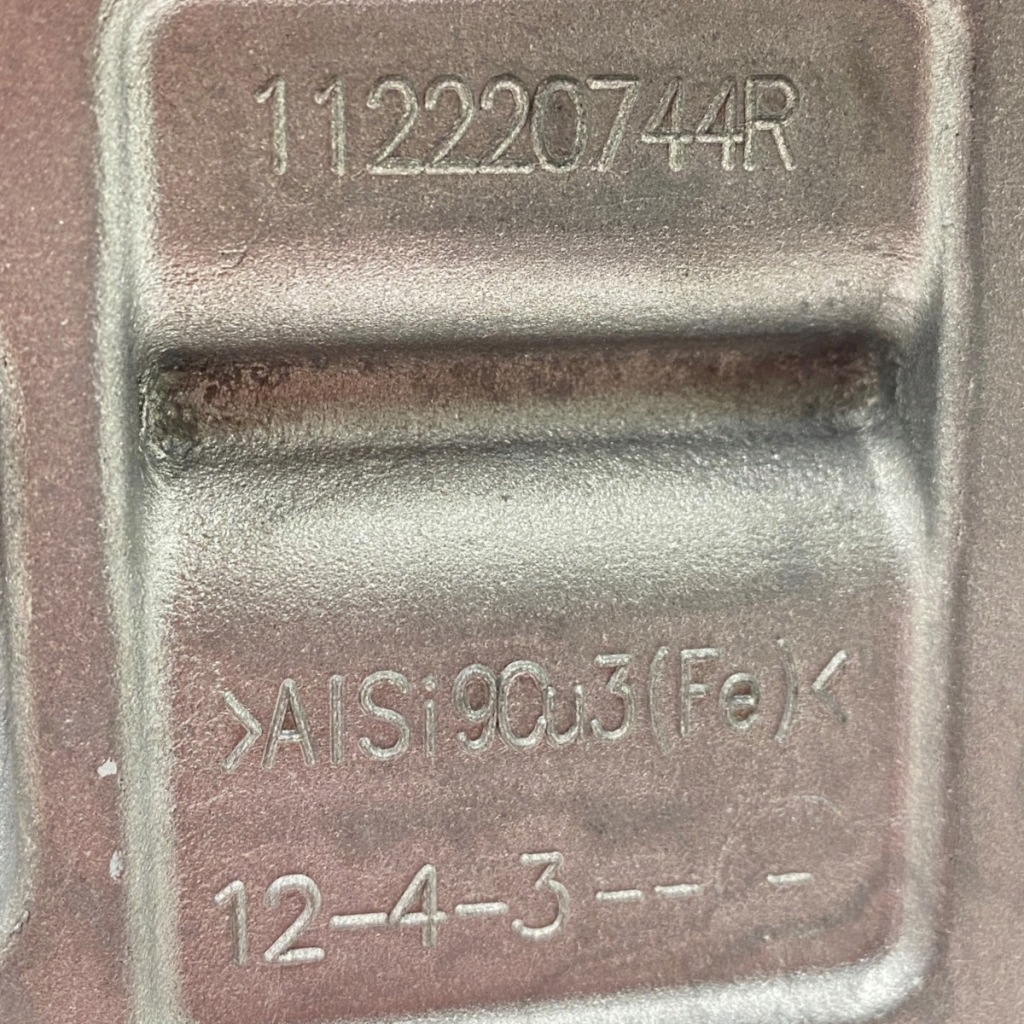 112220744R
>AlSi9Cu3(Fe)<
12-4-3-- -